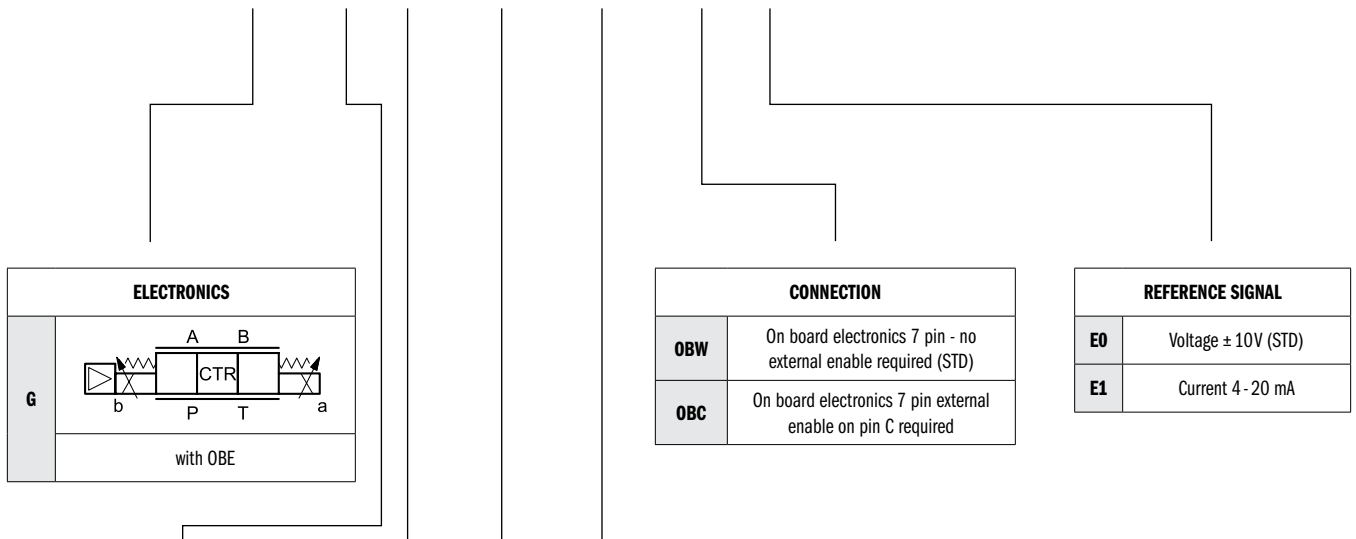 ELECTRONICS
G
A B
CTR
b P T a
with OBE
CONNECTION
OBW On board electronics 7 pin - no
external enable required (STD)
OBC On board electronics 7 pin external
enable on pin C required
REFERENCE SIGNAL
E0 Voltage ± 10V (STD)
E1 Current 4 - 20 mA